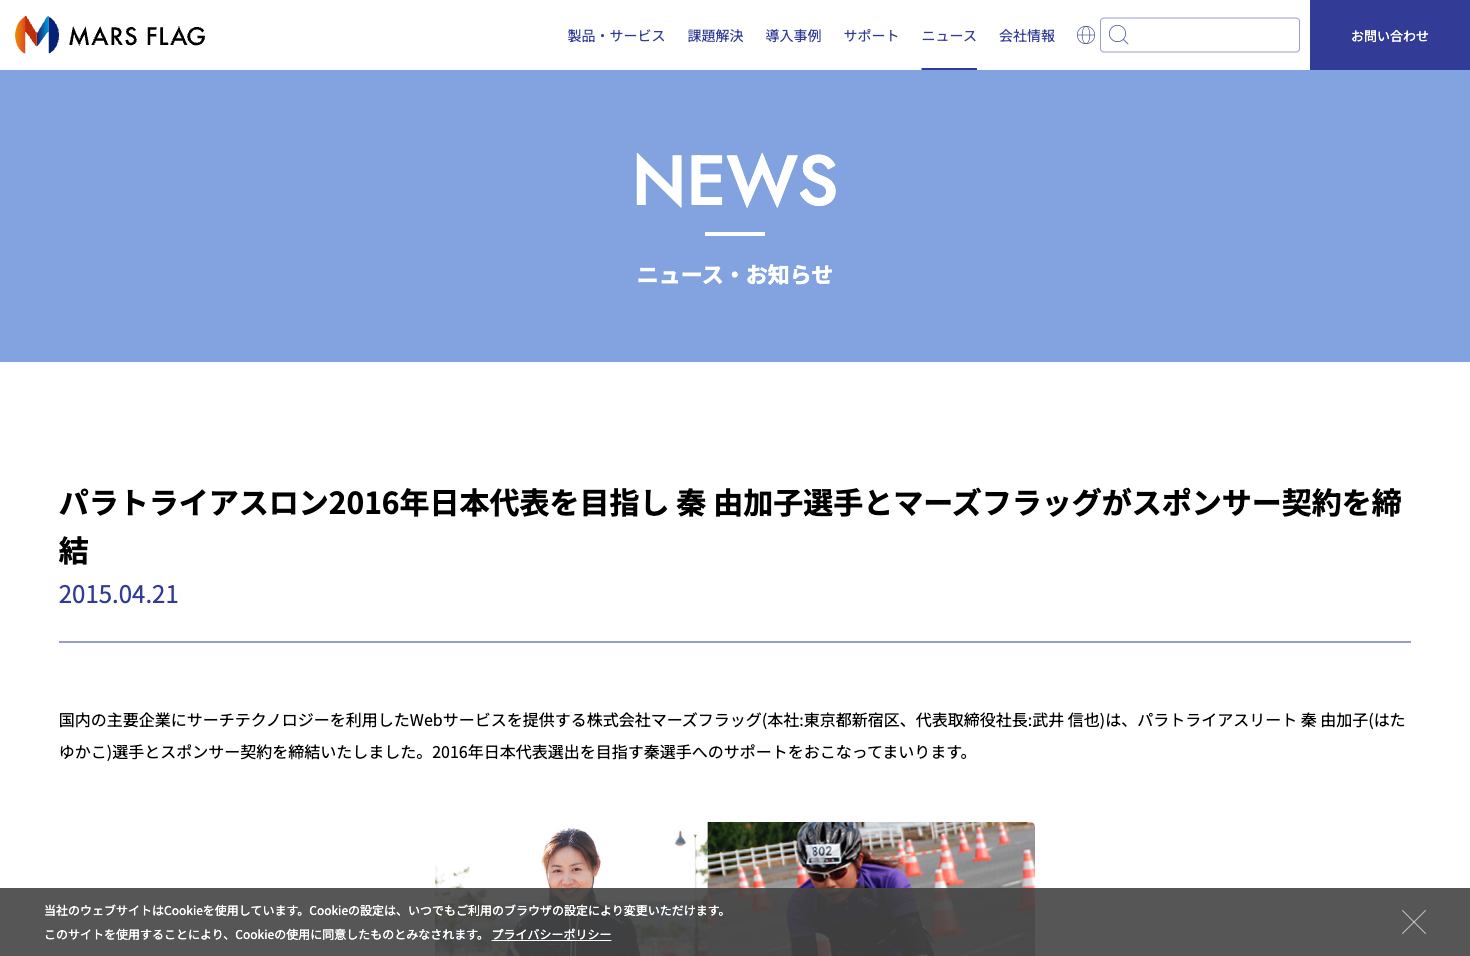 MARS FLAG
製品・サービス 課題解決 導入事例 サポート ニュース 会社情報
お問い合わせ
NEWS
ニュース・お知らせ
パラトライアスロン2016年日本代表を目指し 秦 由加子選手とマーズフラッグがスポンサー契約を締
結
2015.04.21
国内の主要企業にサーチテクノロジーを利用したWebサービスを提供する株式会社マーズフラッグ(本社:東京都新宿区、代表取締役社長:武井 信也)は、パラトライアスリート 秦 由加子(はた
ゆかこ)選手とスポンサー契約を締結いたしました。2016年日本代表選出を目指す秦選手へのサポートをおこなってまいります。
802
当社のウェブサイトはCookieを使用しています。Cookieの設定は、いつでもご利用のブラウザの設定により変更いただけます。
このサイトを使用することにより、Cookieの使用に同意したものとみなされます。 プライバシーポリシー